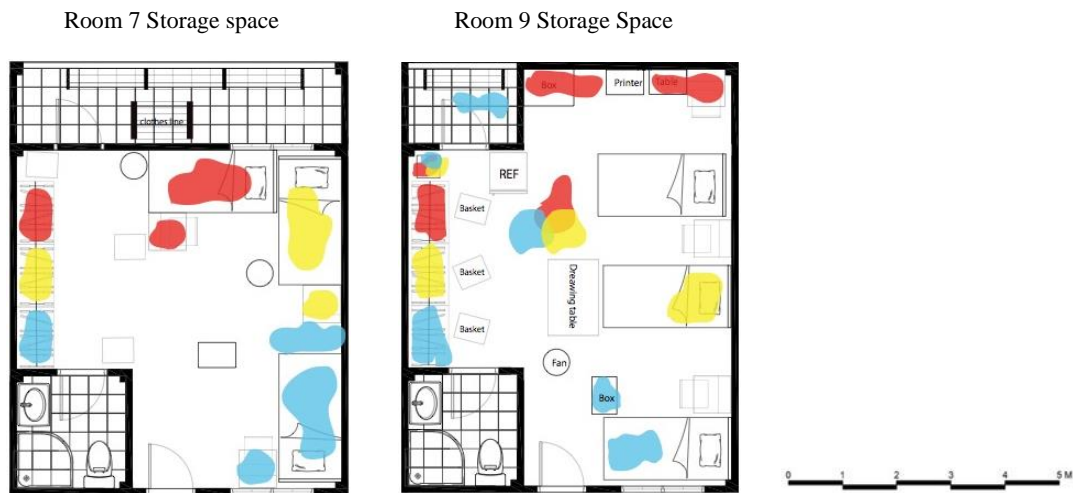 Room 7 Storage space
Room 9 Storage Space
clothes line
Box
Printer
Table
REF
Basket
Basket
Basket
Dreawing table
Fan
Box
0 1 2 3 4 5 M